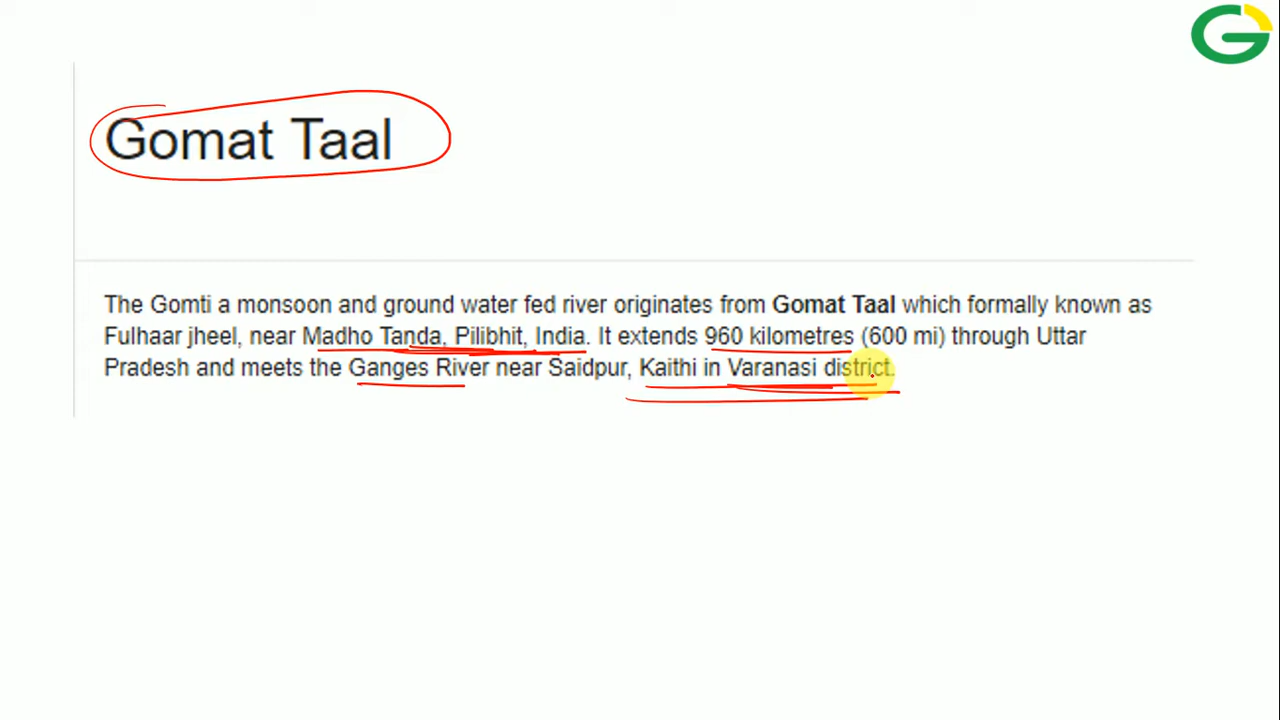 Gomat Taal
The Gomti a monsoon and ground water fed river originates from Gomat Taal which formally known as
Fulhaar jheel, near Madho Tanda, Pilibhit, India. It extends 960 kilometres (600 mi) through Uttar
Pradesh and meets the Ganges River near Saidpur, Kaithi in Varanasi district.